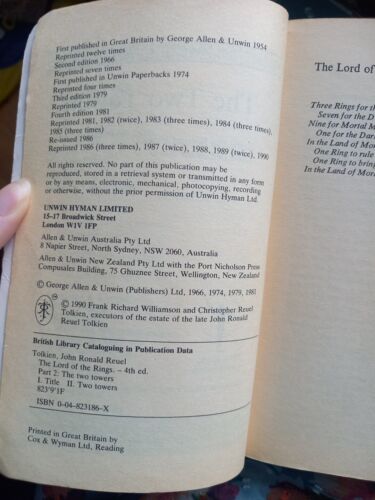 First published in Great Britain by George Allen & Unwin 1954
Reprinted twelve times
Second edition 1966
Reprinted seven times
First published in Unwin Paperbacks 1974
Reprinted four times
Third edition 1979
Reprinted 1979
Fourth edition 1981
Reprinted 1981, 1982 (twice), 1983 (three times), 1984 (three times),
1985 (three times)
Re-issued 1986
Reprinted 1986 (three times), 1987 (twice), 1988, 1989 (twice), 1990
All rights reserved. No part of this publication may be
reproduced, stored in a retrieval system or transmitted in any form
or by any means, electronic, mechanical, photocopying, recording
or otherwise, without the prior permission of Unwin Hyman Ltd.
UNWIN HYMAN LIMITED
15–17 Broadwick Street
London W1V 1FP
Allen & Unwin Australia Pty Ltd
8 Napier Street, North Sydney, NSW 2060, Australia
Allen & Unwin New Zealand Pty Ltd with the Port Nicholson Press
Compusales Building, 75 Ghuznee Street, Wellington, New Zealand
© George Allen & Unwin (Publishers) Ltd, 1966, 1974, 1979, 1981
© 1990 Frank Richard Williamson and Christopher Reuel
Tolkien, executors of the estate of the late John Ronald
Reuel Tolkien
British Library Cataloguing in Publication Data
Tolkien, John Ronald Reuel
The Lord of the Rings. – 4th ed.
Part 2: The two towers
I. Title II. Two towers
823'9'1F
ISBN 0–04–823186–X
Printed in Great Britain by
Cox & Wyman Ltd, Reading
The Lord of
Three Rings for the
Seven for the D
Nine for Mortal M
One for the Dar
In the Land of Mor
One Ring to rule
One Ring to bring
In the Land of Mor